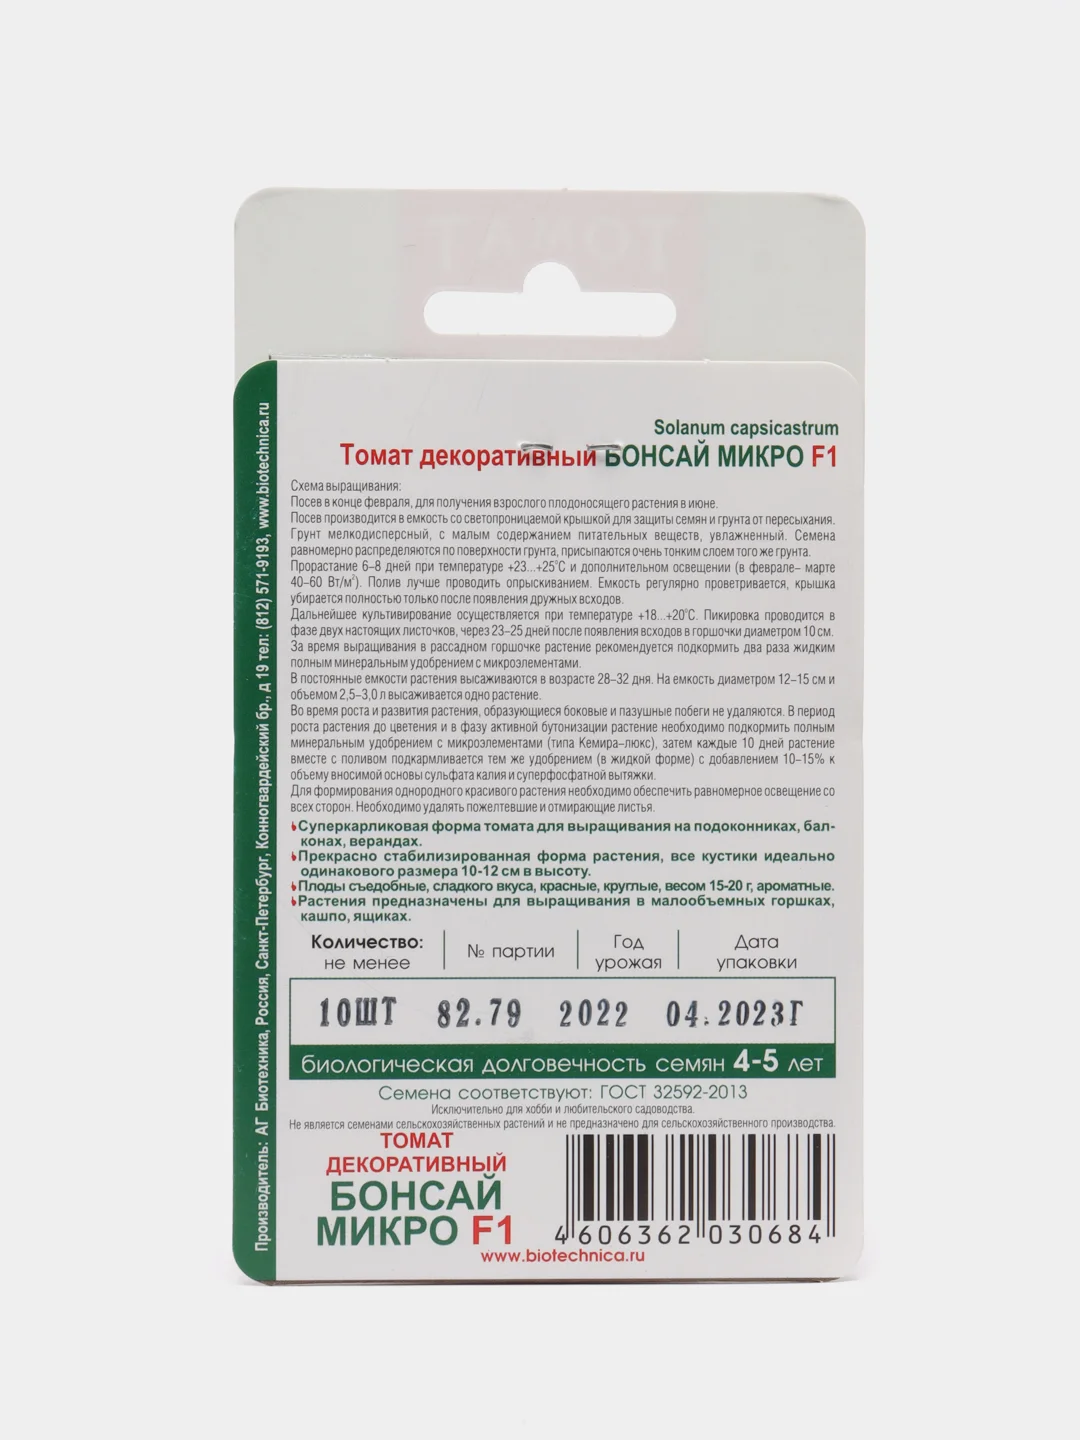 ТОМАТ
Solanum capsicastrum
Томат декоративный БОНСАЙ МИКРО F1
Схема выращивания:
Посев в конце февраля, для получения взрослого плодоносящего растения в июне.
Посев производится в емкость со светопроницаемой крышкой для защиты семян и грунта от пересыхания.
Грунт мелкодисперсный, с малым содержанием питательных веществ, увлажненный. Семена
равномерно распределяются по поверхности грунта, присыпаются очень тонким слоем того же грунта.
Прорастание 6–8 дней при температуре +23...+25°С и дополнительном освещении (в феврале– марте
40–60 Вт/м²). Полив лучше проводить опрыскиванием. Емкость регулярно проветривается, крышка
убирается полностью только после появления дружных всходов.
Дальнейшее культивирование осуществляется при температуре +18...+20°С. Пикировка проводится в
фазе двух настоящих листочков, через 23–25 дней после появления всходов в горшочки диаметром 10 см.
За время выращивания в рассадном горшочке растение рекомендуется подкормить два раза жидким
полным минеральным удобрением с микроэлементами.
В постоянные емкости растения высаживаются в возрасте 28–32 дня. На емкость диаметром 12–15 см и
объемом 2,5–3,0 л высаживается одно растение.
Во время роста и развития растения, образующиеся боковые и пазушные побеги не удаляются. В период
роста растения до цветения и в фазу активной бутонизации растение необходимо подкормить полным
минеральным удобрением с микроэлементами (типа Кемира–люкс), затем каждые 10 дней растение
вместе с поливом подкармливается тем же удобрением (в жидкой форме) с добавлением 10–15% к
объему вносимой основы сульфата калия и суперфосфатной вытяжки.
Для формирования однородного красивого растения необходимо обеспечить равномерное освещение со
всех сторон. Необходимо удалять пожелтевшие и отмирающие листья.
Суперкарликовая форма томата для выращивания на подоконниках, бал-
конах, верандах.
Прекрасно стабилизированная форма растения, все кустики идеально
одинакового размера 10-12 см в высоту.
Плоды съедобные, сладкого вкуса, красные, круглые, весом 15-20 г, ароматные.
Растения предназначены для выращивания в малообъемных горшках,
кашпо, ящиках.
Количество: не менее № партии Год урожая Дата упаковки
10ШТ 82.79 2022 04.2023Г
биологическая долговечность семян 4-5 лет
Семена соответствуют: ГОСТ 32592-2013
Исключительно для хобби и любительского садоводства.
Не является семенами сельскохозяйственных растений и не предназначено для сельскохозяйственного производства.
ТОМАТ
ДЕКОРАТИВНЫЙ
БОНСАЙ
МИКРО F1
www.biotechnica.ru
4 606362 030684
Производитель: АГ Биотехника, Россия, Санкт-Петербург, Конногвардейский бр., д 19 тел: (812) 571-9193, www.biotechnica.ru